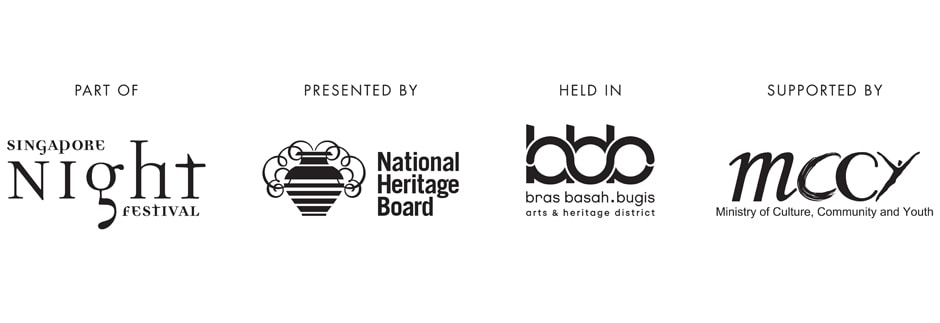 PART OF
SINGAPORE
Night
FESTIVAL
PRESENTED BY
National
Heritage
Board
HELD IN
bbb
bras basah.bugis
arts & heritage district
SUPPORTED BY
mccy
Ministry of Culture, Community and Youth